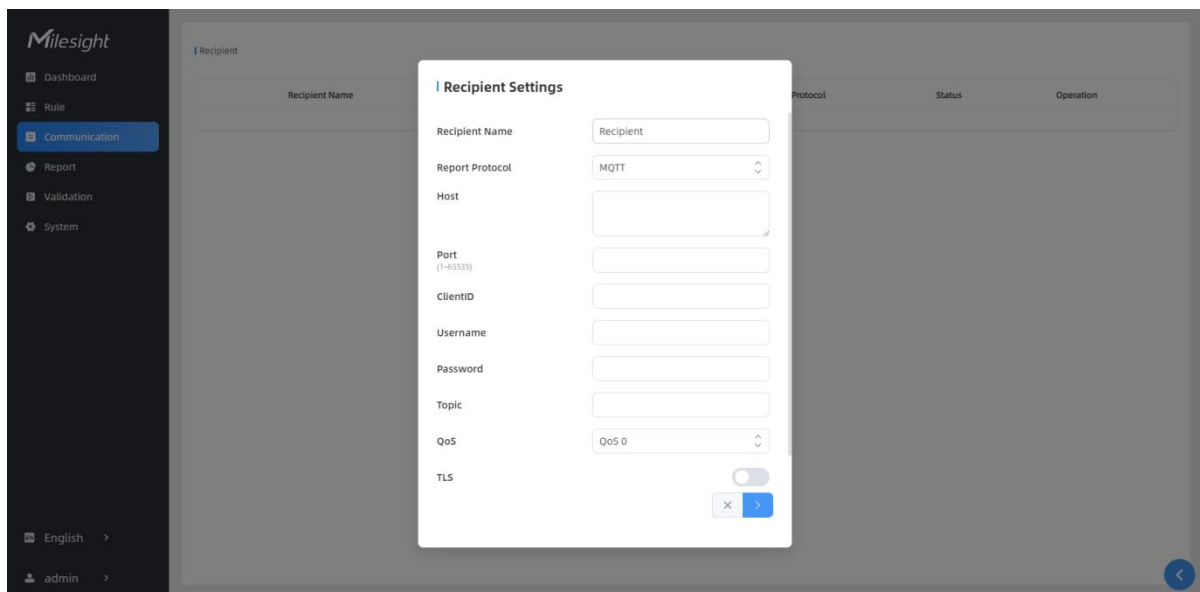 Milesight
Dashboard
Rule
Communication
Report
Validation
System
English
admin
Recipient
Recipient Name
Protocol
Status
Operation
Recipient Settings
Recipient Name
Recipient
Report Protocol
MQTT
Host
Port
(1~65535)
ClientID
Username
Password
Topic
QoS
QoS 0
TLS